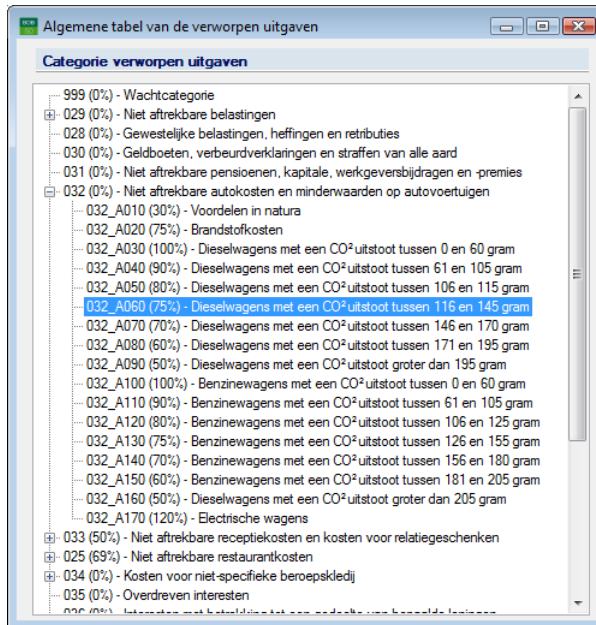 BOB
50
Algemene tabel van de verworpen uitgaven
Categorie verworpen uitgaven
999 (0%) - Wachtcategorie
029 (0%) - Niet aftrekbare belastingen
028 (0%) - Gewestelijke belastingen, heffingen en retributies
030 (0%) - Geldboeten, verbeurdverklaringen en straffen van alle aard
031 (0%) - Niet aftrekbare pensioenen, kapitale, werkgeversbijdragen en -premies
032 (0%) - Niet aftrekbare autokosten en minderwaarden op autovoertuigen
032_A010 (30%) - Voordelen in natura
032_A020 (75%) - Brandstofkosten
032_A030 (100%) - Dieselwagens met een CO² uitstoot tussen 0 en 60 gram
032_A040 (90%) - Dieselwagens met een CO² uitstoot tussen 61 en 105 gram
032_A050 (80%) - Dieselwagens met een CO² uitstoot tussen 106 en 115 gram
032_A060 (75%) - Dieselwagens met een CO² uitstoot tussen 116 en 145 gram
032_A070 (70%) - Dieselwagens met een CO² uitstoot tussen 146 en 170 gram
032_A080 (60%) - Dieselwagens met een CO² uitstoot tussen 171 en 195 gram
032_A090 (50%) - Dieselwagens met een CO² uitstoot groter dan 195 gram
032_A100 (100%) - Benzinewagens met een CO² uitstoot tussen 0 en 60 gram
032_A110 (90%) - Benzinewagens met een CO² uitstoot tussen 61 en 105 gram
032_A120 (80%) - Benzinewagens met een CO² uitstoot tussen 106 en 125 gram
032_A130 (75%) - Benzinewagens met een CO² uitstoot tussen 126 en 155 gram
032_A140 (70%) - Benzinewagens met een CO² uitstoot tussen 156 en 180 gram
032_A150 (60%) - Benzinewagens met een CO² uitstoot tussen 181 en 205 gram
032_A160 (50%) - Dieselwagens met een CO² uitstoot groter dan 205 gram
032_A170 (120%) - Electrische wagens
033 (50%) - Niet aftrekbare receptiekosten en kosten voor relatiegeschenken
025 (69%) - Niet aftrekbare restaurantkosten
034 (0%) - Kosten voor niet-specifieke beroepskledij
035 (0%) - Overdreven interesten
036 (0%) - Interesten met betrekking tot een gedeelte van bepaalde leningen